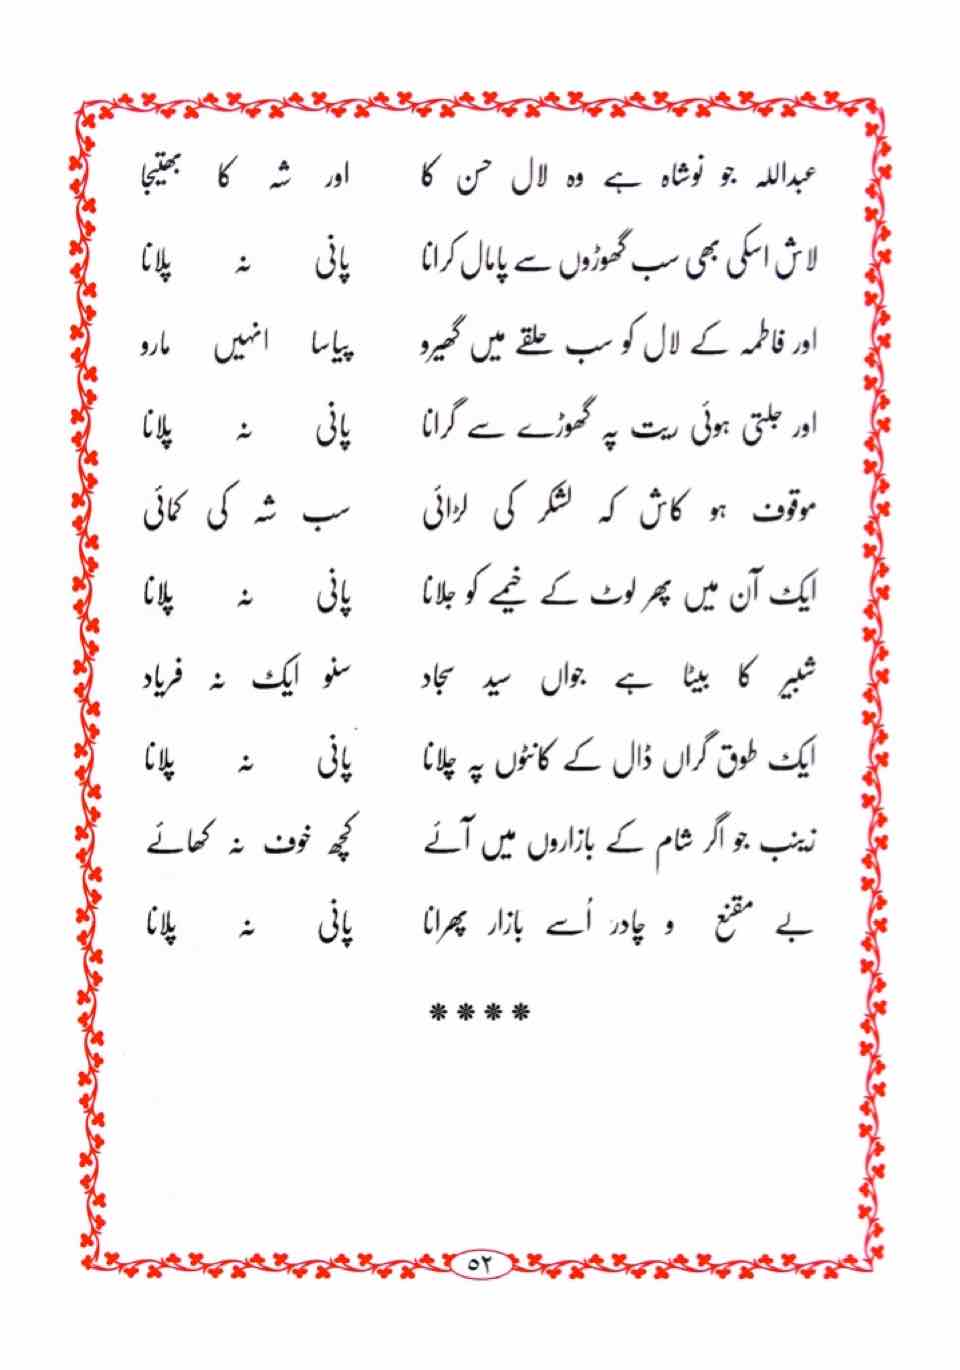 عبداللہ جو نوشاہ ہے وہ لال حسن کا اور شہ کا بھتیجا
لاش اسکی بھی سب گھوڑوں سے پامال کرانا پانی نہ پلانا
اور فاطمہ کے لال کو سب حلقے میں گھیرو پیاسا انہیں مارو
اور جلتی ہوئی ریت پہ گھوڑے سے گرانا پانی نہ پلانا
موقوف ہو کاش کہ لشکر کی لڑائی سب شہ کی کمائی
ایک آن میں پھر لوٹ کے خیمے کو جلانا پانی نہ پلانا
شبیر کا بیٹا ہے جواں سید سجاد سنو ایک نہ فریاد
ایک طوق گراں ڈال کے کانٹوں پہ چلانا پانی نہ پلانا
زینب جو اگر شام کے بازاروں میں آئے کچھ خوف نہ کھائے
بے مقنع و چادر اُسے بازار پھرانا پانی نہ پلانا
****
۵۲